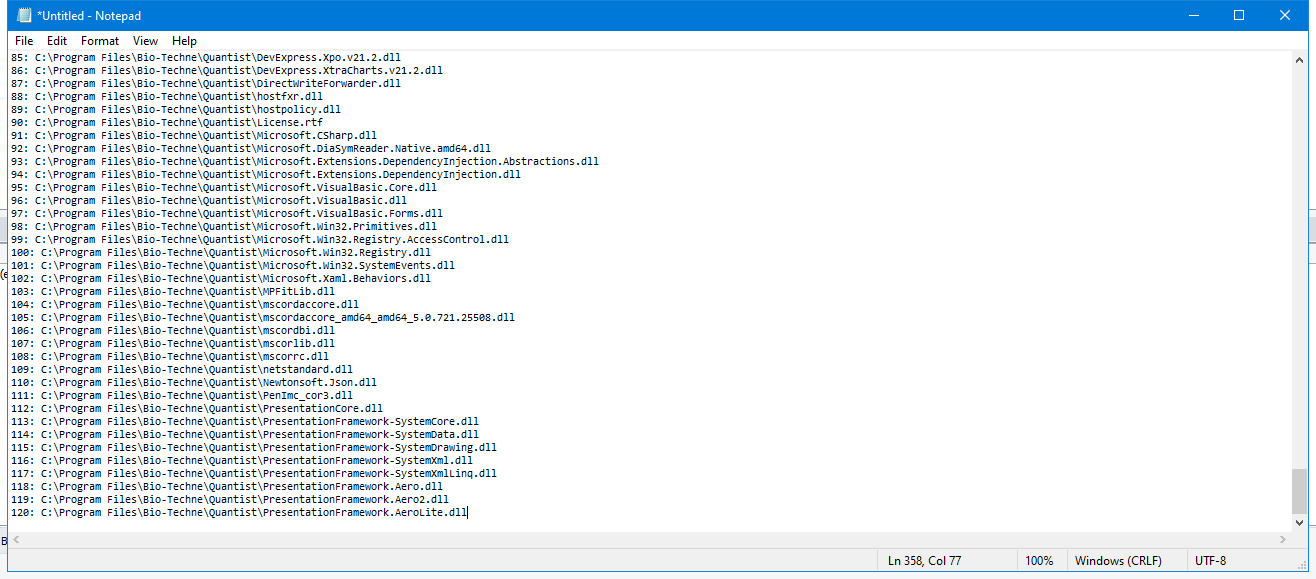 *Untitled - Notepad
File Edit Format View Help
85: C:\Program Files\Bio-Techne\Quantist\DevExpress.Xpo.v21.2.dll
86: C:\Program Files\Bio-Techne\Quantist\DevExpress.XtraCharts.v21.2.dll
87: C:\Program Files\Bio-Techne\Quantist\DirectWriteForwarder.dll
88: C:\Program Files\Bio-Techne\Quantist\hostfxr.dll
89: C:\Program Files\Bio-Techne\Quantist\hostpolicy.dll
90: C:\Program Files\Bio-Techne\Quantist\License.rtf
91: C:\Program Files\Bio-Techne\Quantist\Microsoft.CSharp.dll
92: C:\Program Files\Bio-Techne\Quantist\Microsoft.DiaSymReader.Native.amd64.dll
93: C:\Program Files\Bio-Techne\Quantist\Microsoft.Extensions.DependencyInjection.Abstractions.dll
94: C:\Program Files\Bio-Techne\Quantist\Microsoft.Extensions.DependencyInjection.dll
95: C:\Program Files\Bio-Techne\Quantist\Microsoft.VisualBasic.Core.dll
96: C:\Program Files\Bio-Techne\Quantist\Microsoft.VisualBasic.dll
97: C:\Program Files\Bio-Techne\Quantist\Microsoft.VisualBasic.Forms.dll
98: C:\Program Files\Bio-Techne\Quantist\Microsoft.Win32.Primitives.dll
99: C:\Program Files\Bio-Techne\Quantist\Microsoft.Win32.Registry.AccessControl.dll
100: C:\Program Files\Bio-Techne\Quantist\Microsoft.Win32.Registry.dll
101: C:\Program Files\Bio-Techne\Quantist\Microsoft.Win32.SystemEvents.dll
102: C:\Program Files\Bio-Techne\Quantist\Microsoft.Xaml.Behaviors.dll
103: C:\Program Files\Bio-Techne\Quantist\MPFitLib.dll
104: C:\Program Files\Bio-Techne\Quantist\mscordaccore.dll
105: C:\Program Files\Bio-Techne\Quantist\mscordaccore_amd64_amd64_5.0.721.25508.dll
106: C:\Program Files\Bio-Techne\Quantist\mscordbi.dll
107: C:\Program Files\Bio-Techne\Quantist\mscorlib.dll
108: C:\Program Files\Bio-Techne\Quantist\mscorrc.dll
109: C:\Program Files\Bio-Techne\Quantist\netstandard.dll
110: C:\Program Files\Bio-Techne\Quantist\Newtonsoft.Json.dll
111: C:\Program Files\Bio-Techne\Quantist\PenImc_cor3.dll
112: C:\Program Files\Bio-Techne\Quantist\PresentationCore.dll
113: C:\Program Files\Bio-Techne\Quantist\PresentationFramework-SystemCore.dll
114: C:\Program Files\Bio-Techne\Quantist\PresentationFramework-SystemData.dll
115: C:\Program Files\Bio-Techne\Quantist\PresentationFramework-SystemDrawing.dll
116: C:\Program Files\Bio-Techne\Quantist\PresentationFramework-SystemXml.dll
117: C:\Program Files\Bio-Techne\Quantist\PresentationFramework-SystemXmlLinq.dll
118: C:\Program Files\Bio-Techne\Quantist\PresentationFramework.Aero.dll
119: C:\Program Files\Bio-Techne\Quantist\PresentationFramework.Aero2.dll
120: C:\Program Files\Bio-Techne\Quantist\PresentationFramework.AeroLite.dll
Ln 358, Col 77 100% Windows (CRLF) UTF-8